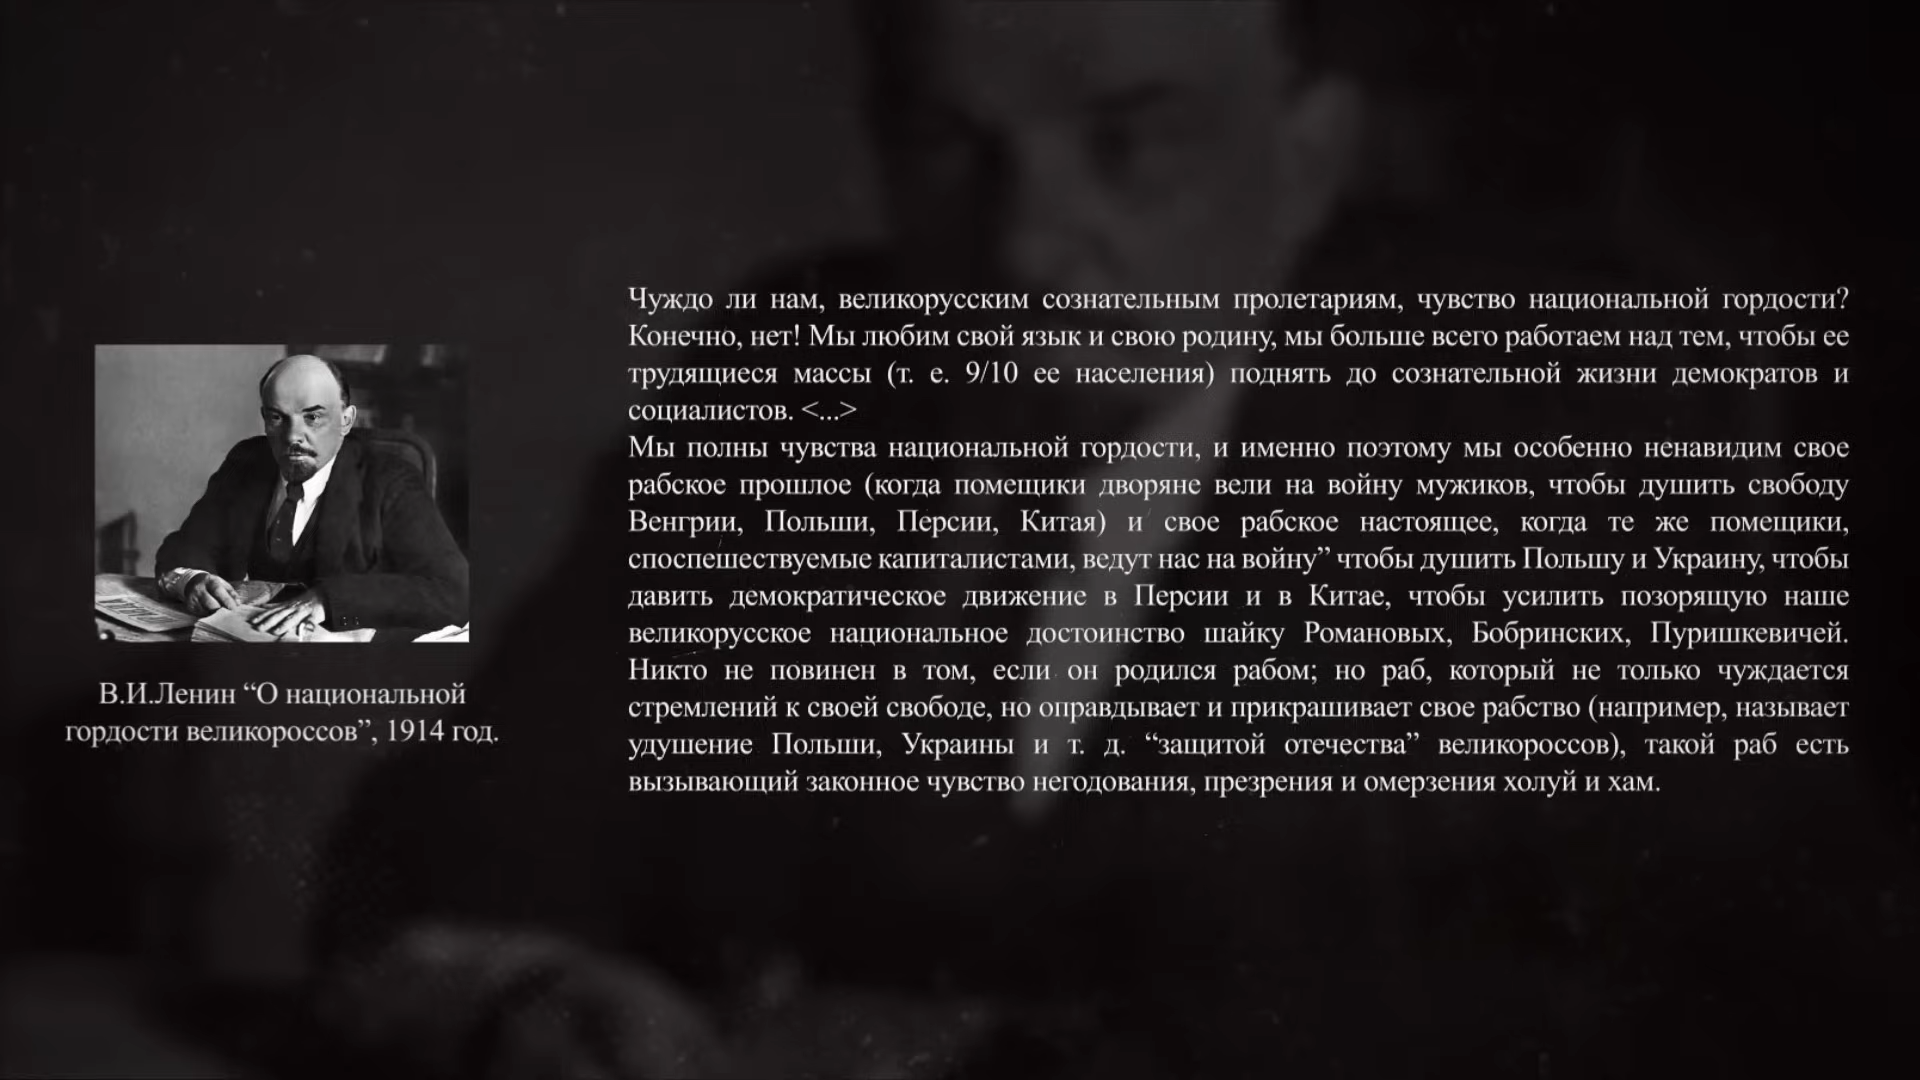 Чуждо ли нам, великорусским сознательным пролетариям, чувство национальной гордости?
Конечно, нет! Мы любим свой язык и свою родину, мы больше всего работаем над тем, чтобы ее
трудящиеся массы (т. е. 9/10 ее населения) поднять до сознательной жизни демократов и
социалистов. <...>
Мы полны чувства национальной гордости, и именно поэтому мы особенно ненавидим свое
рабское прошлое (когда помещики дворяне вели на войну мужиков, чтобы душить свободу
Венгрии, Польши, Персии, Китая) и свое рабское настоящее, когда те же помещики,
споспешествуемые капиталистами, ведут нас на войну” чтобы душить Польшу и Украину, чтобы
давить демократическое движение в Персии и в Китае, чтобы усилить позорящую наше
великорусское национальное достоинство шайку Романовых, Бобринских, Пуришкевичей.
Никто не повинен в том, если он родился рабом; но раб, который не только чуждается
стремлений к своей свободе, но оправдывает и прикрашивает свое рабство (например, называет
удушение Польши, Украины и т. д. “защитой отечества” великороссов), такой раб есть
вызывающий законное чувство негодования, презрения и омерзения холуй и хам.
В.И.Ленин “О национальной
гордости великороссов”, 1914 год.